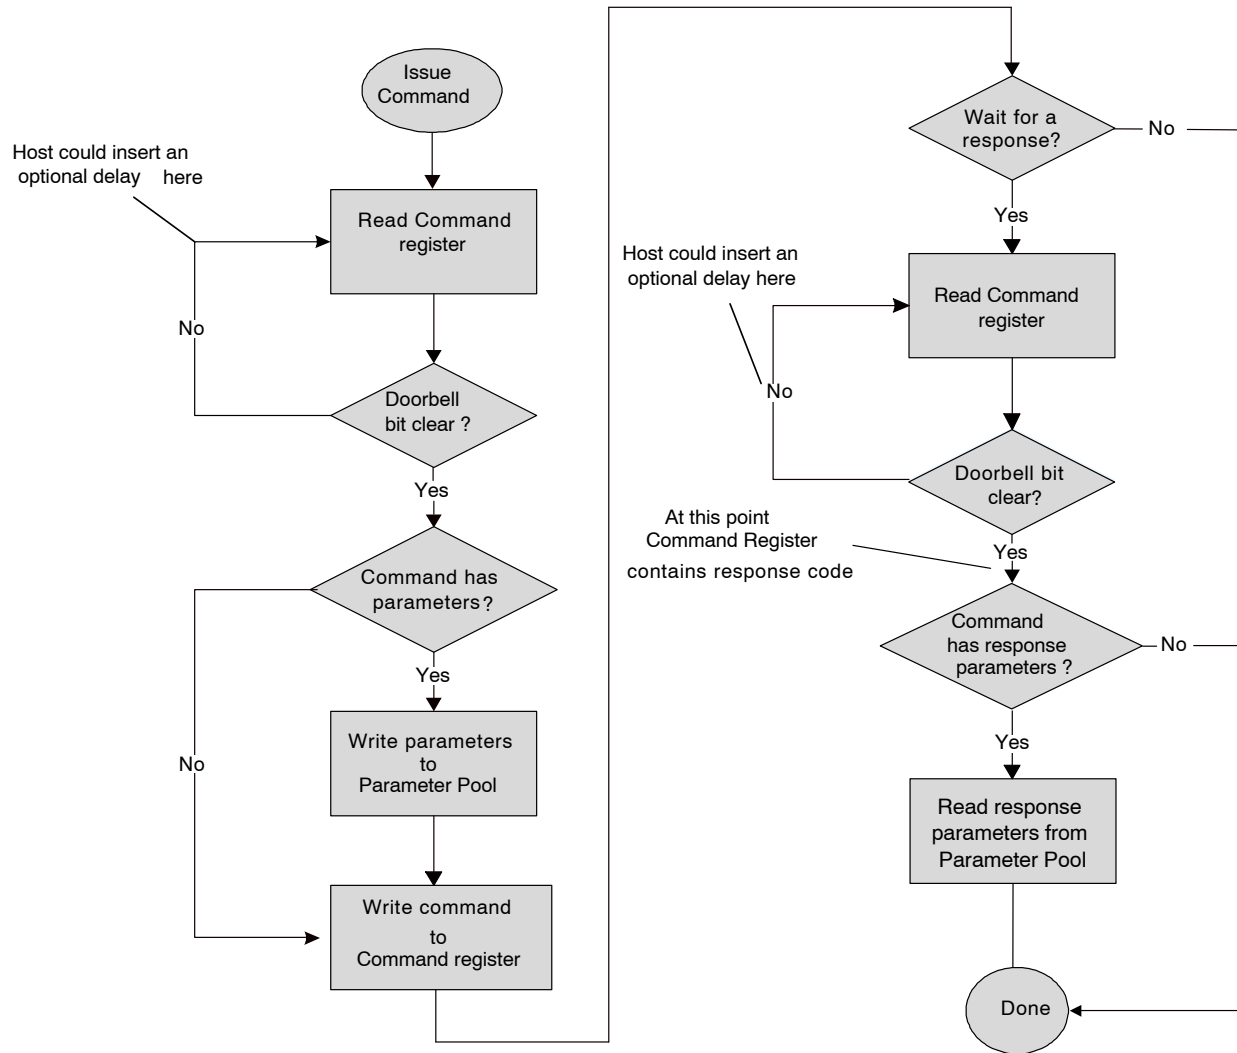 Issue
Command
Host could insert an
optional delay here
Read Command
register
No
Doorbell
bit clear ?
Yes
Command has
parameters?
Yes
Write parameters
to
Parameter Pool
No
Write command
to
Command register
Wait for a
response?
No
Yes
Host could insert an
optional delay here
Read Command
register
No
Doorbell bit
clear?
At this point
Command Register
contains response code
Yes
Command
has response
parameters ?
No
Yes
Read response
parameters from
Parameter Pool
Done